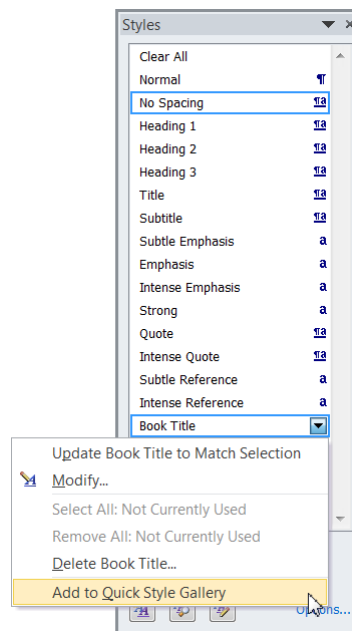 Styles
Clear All
Normal ¶
No Spacing ¶a
Heading 1 ¶a
Heading 2 ¶a
Heading 3 ¶a
Title ¶a
Subtitle ¶a
Subtle Emphasis a
Emphasis a
Intense Emphasis a
Strong a
Quote ¶a
Intense Quote ¶a
Subtle Reference a
Intense Reference a
Book Title
Update Book Title to Match Selection
Modify...
Select All: Not Currently Used
Remove All: Not Currently Used
Delete Book Title...
Add to Quick Style Gallery
Options...